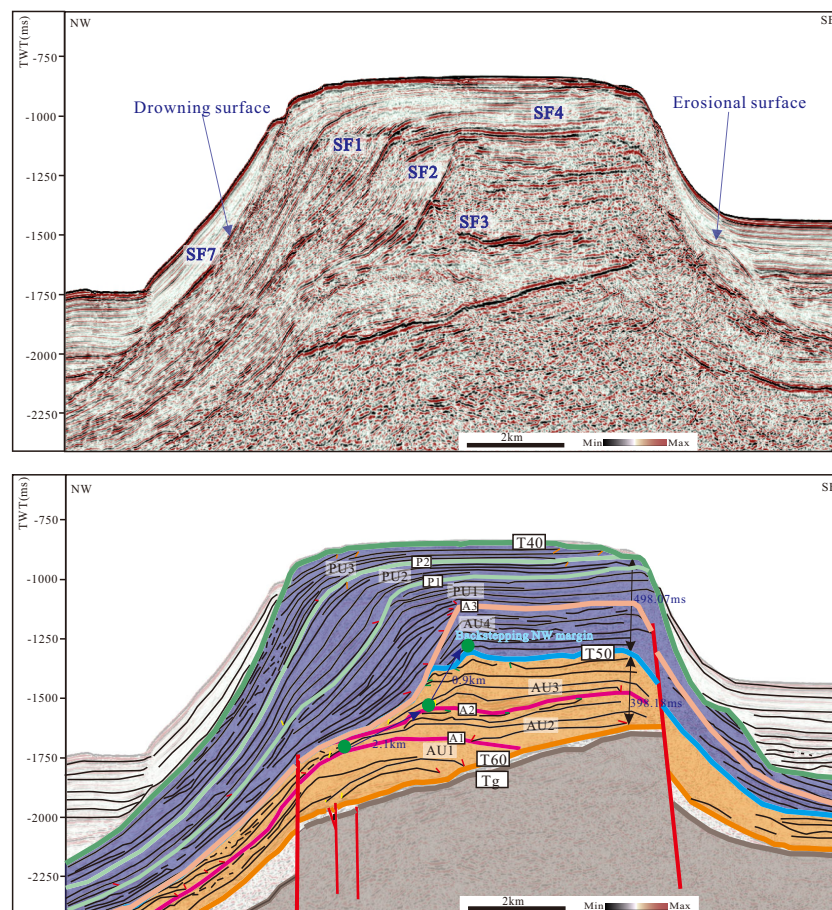 NW
SE
TWT(ms)
-750
Drowning surface
Erosional surface
-1000
SF4
SF1
SF2
-1250
SF3
-1500
SF7
-1750
-2000
-2250
2km
Min
Max
NW
SE
TWT(ms)
-750
T40
P2
PU3
PU2
P1
-1000
PU1
498.07ms
A3
AU4
Backstepping NW margin
-1250
T50
0.9km
AU3
-1500
A2
398.18ms
AU2
A1
2.1km
AU1
-1750
T60
Tg
-2000
-2250
2km
Min
Max